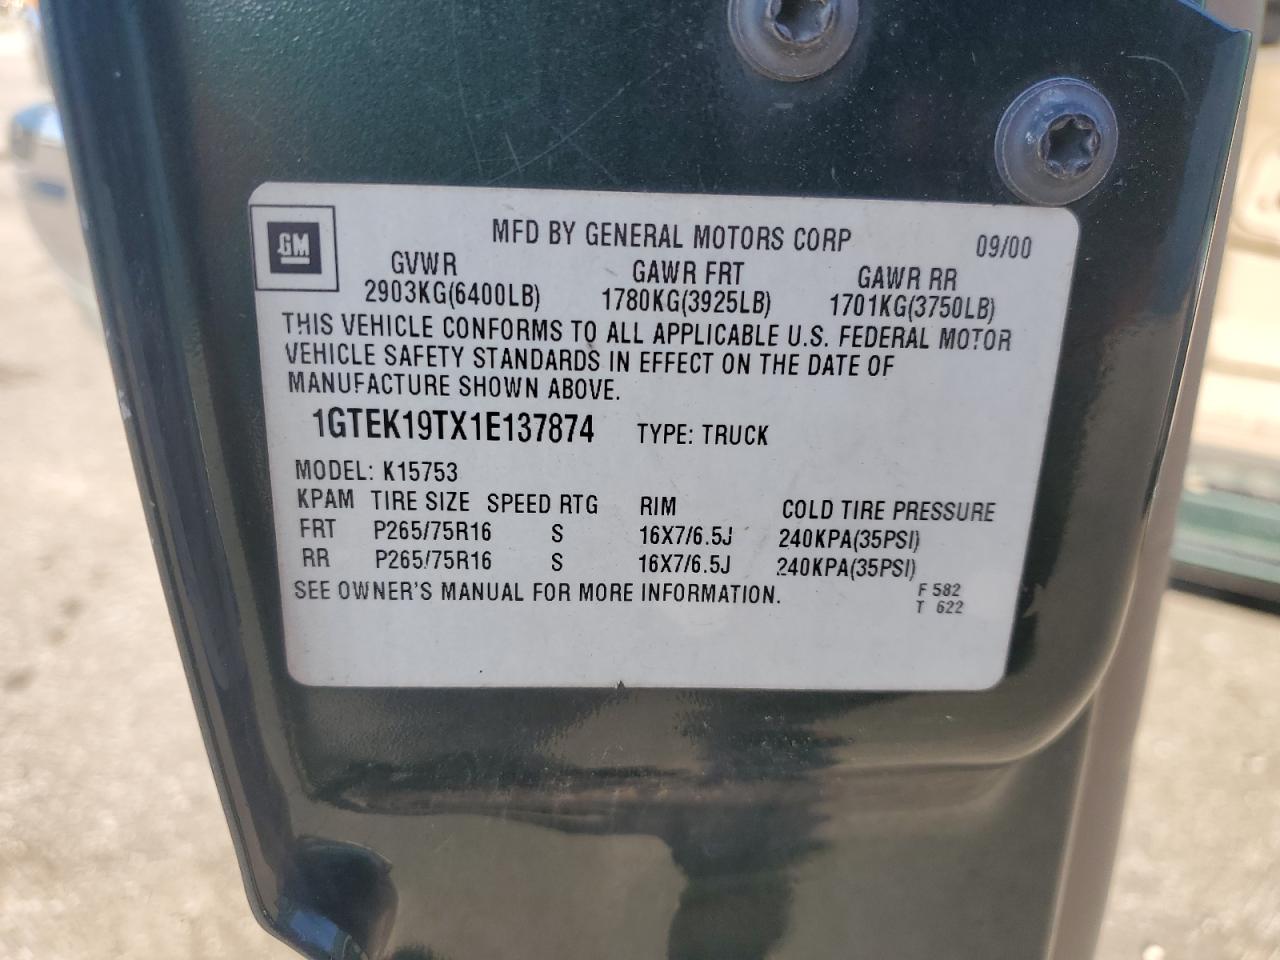 MFD BY GENERAL MOTORS CORP 09/00
GM
GVWR GAWR FRT GAWR RR
2903KG(6400LB) 1780KG(3925LB) 1701KG(3750LB)
THIS VEHICLE CONFORMS TO ALL APPLICABLE U.S. FEDERAL MOTOR
VEHICLE SAFETY STANDARDS IN EFFECT ON THE DATE OF
MANUFACTURE SHOWN ABOVE.
1GTEK19TX1E137874 TYPE: TRUCK
MODEL: K15753
KPAM TIRE SIZE SPEED RTG RIM COLD TIRE PRESSURE
FRT P265/75R16 S 16X7/6.5J 240KPA(35PSI)
RR P265/75R16 S 16X7/6.5J 240KPA(35PSI)
SEE OWNER'S MANUAL FOR MORE INFORMATION. F 582
T 622